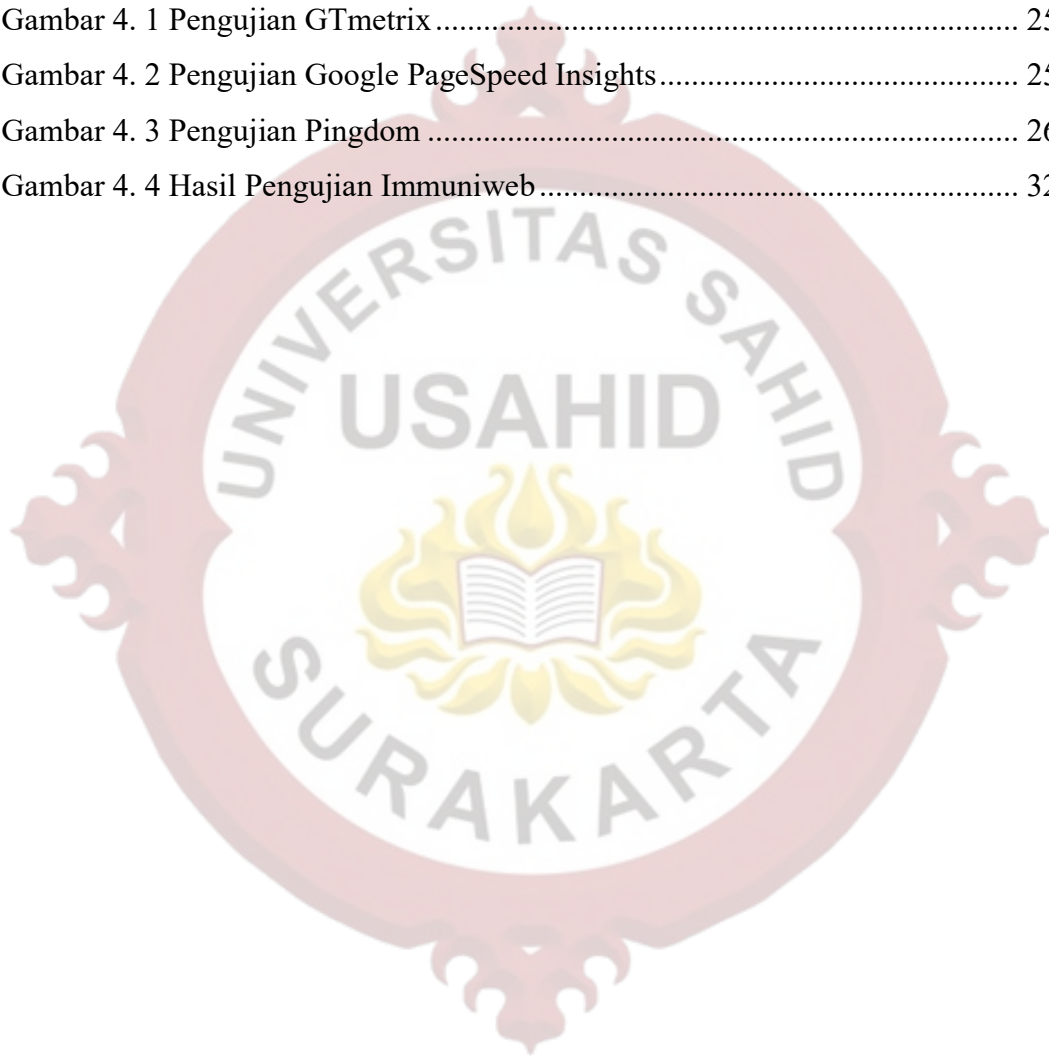 Gambar 4. 1 Pengujian GTmetrix ........................................................................ 25
Gambar 4. 2 Pengujian Google PageSpeed Insights ............................................ 25
Gambar 4. 3 Pengujian Pingdom ......................................................................... 26
Gambar 4. 4 Hasil Pengujian Immuniweb ........................................................... 32
UNIVERSITAS SAHID
USAHID
SURAKARTA